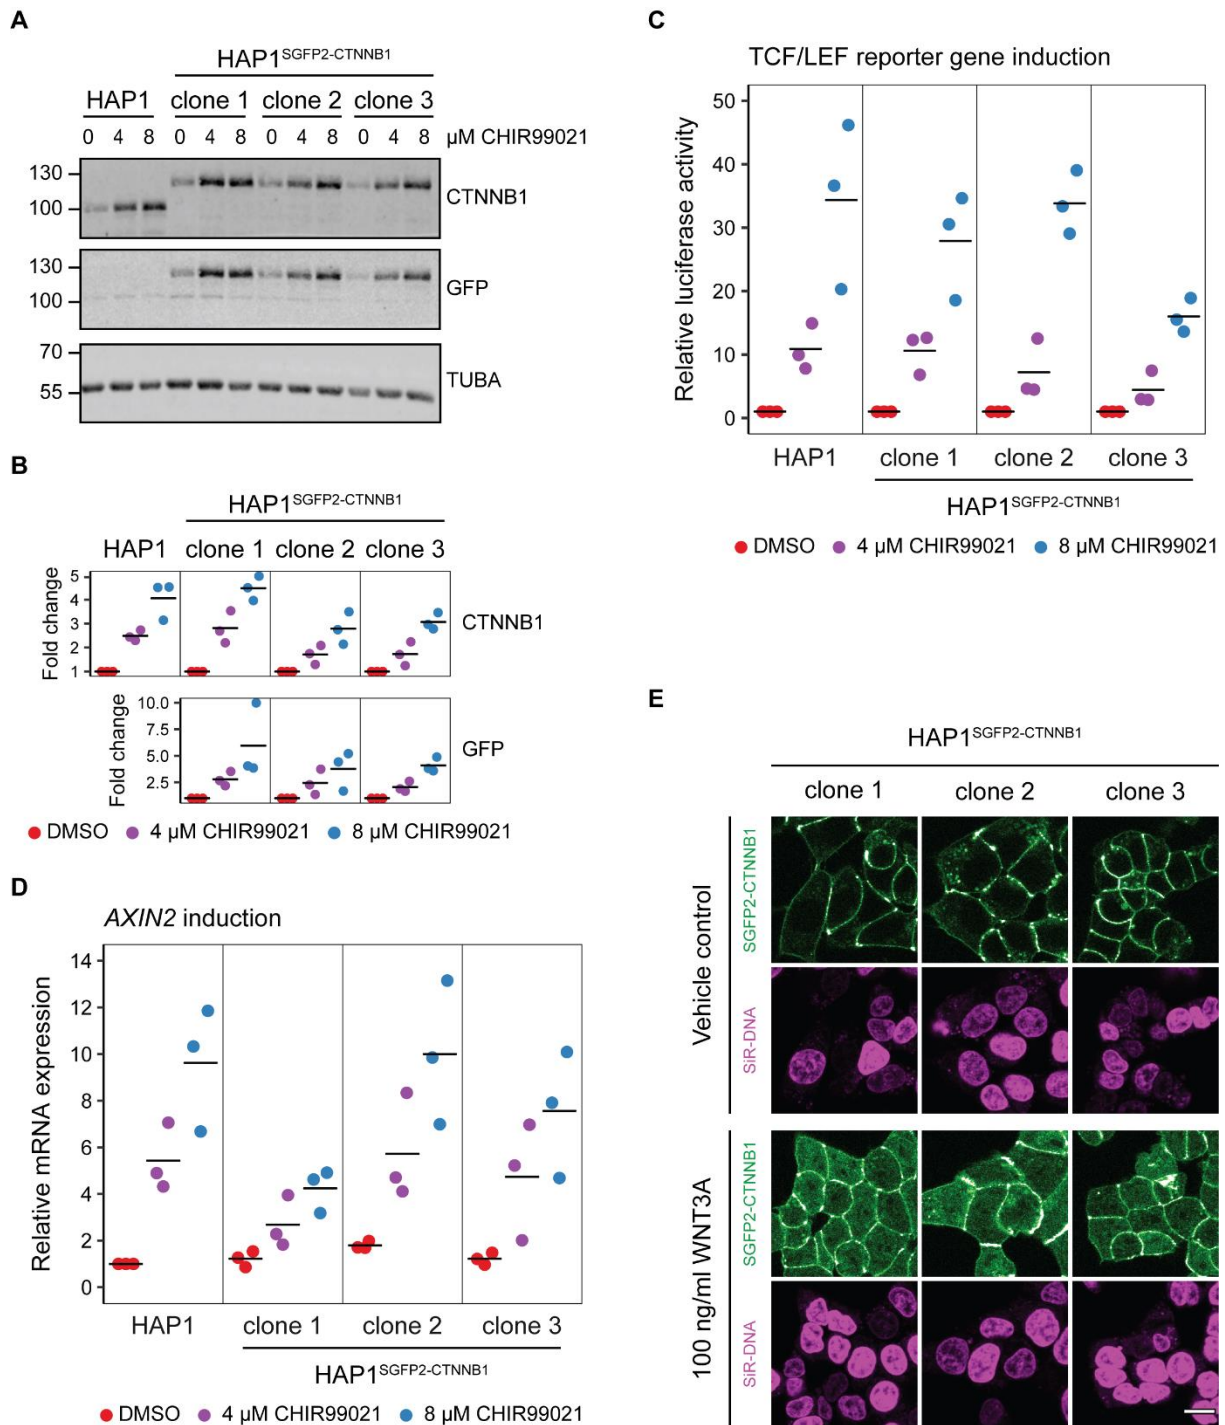 A
HAP1SGFP2-CTNNB1
HAP1 clone 1 clone 2 clone 3
0 4 8 0 4 8 0 4 8 0 4 8 µM CHIR99021
130
100
CTNNB1
130
100
GFP
70
55
TUBA
B
HAP1SGFP2-CTNNB1
HAP1 clone 1 clone 2 clone 3
Fold change
5
4
3
2
1
CTNNB1
Fold change
10.0
7.5
5.0
2.5
GFP
DMSO 4 µM CHIR99021 8 µM CHIR99021
C
TCF/LEF reporter gene induction
Relative luciferase activity
50
40
30
20
10
0
HAP1 clone 1 clone 2 clone 3
HAP1SGFP2-CTNNB1
DMSO 4 µM CHIR99021 8 µM CHIR99021
D
AXIN2 induction
Relative mRNA expression
14
12
10
8
6
4
2
0
HAP1 clone 1 clone 2 clone 3
HAP1SGFP2-CTNNB1
DMSO 4 µM CHIR99021 8 µM CHIR99021
E
HAP1SGFP2-CTNNB1
clone 1 clone 2 clone 3
Vehicle control
SGFP2-CTNNB1
SiR-DNA
100 ng/ml WNT3A
SGFP2-CTNNB1
SiR-DNA